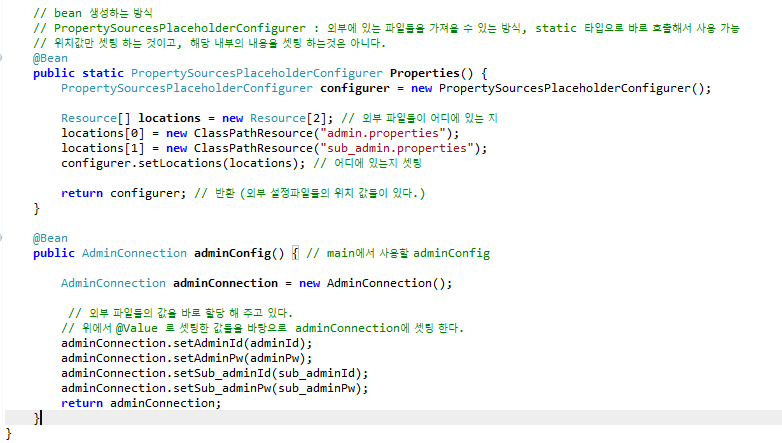 // bean 생성하는 방식
// PropertySourcesPlaceholderConfigurer : 외부에 있는 파일들을 가져올 수 있는 방식, static 타입으로 바로 호출해서 사용 가능
// 위치값만 셋팅 하는 것이고, 해당 내부의 내용을 셋팅 하는것은 아니다.
@Bean
public static PropertySourcesPlaceholderConfigurer Properties() {
PropertySourcesPlaceholderConfigurer configurer = new PropertySourcesPlaceholderConfigurer();
Resource[] locations = new Resource[2]; // 외부 파일들이 어디에 있는 지
locations[0] = new ClassPathResource("admin.properties");
locations[1] = new ClassPathResource("sub_admin.properties");
configurer.setLocations(locations); // 어디에 있는지 셋팅
return configurer; // 반환 (외부 설정파일들의 위치 값들이 있다.)
}
@Bean
public AdminConnection adminConfig() { // main에서 사용할 adminConfig
AdminConnection adminConnection = new AdminConnection();
// 외부 파일들의 값을 바로 할당 해 주고 있다.
// 위에서 @Value 로 셋팅한 값들을 바탕으로 adminConnection에 셋팅 한다.
adminConnection.setAdminId(adminId);
adminConnection.setAdminPw(adminPw);
adminConnection.setSub_adminId(sub_adminId);
adminConnection.setSub_adminPw(sub_adminPw);
return adminConnection;
}
}